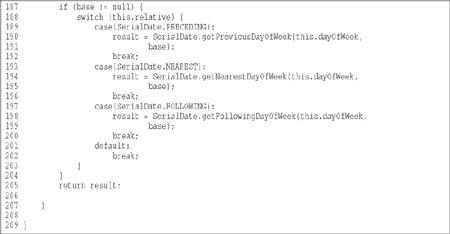 187 if (base != null) {
188 switch (this.relative) {
189 case(SerialDate.PRECEDING):
190 result = SerialDate.getPreviousDayOfWeek(this.dayOfWeek,
191 base);
192 break;
193 case(SerialDate.NEAREST):
194 result = SerialDate.getNearestDayOfWeek(this.dayOfWeek,
195 base);
196 break;
197 case(SerialDate.FOLLOWING):
198 result = SerialDate.getFollowingDayOfWeek(this.dayOfWeek,
199 base);
200 break;
201 default:
202 break;
203 }
204 }
205 return result;
206
207 }
208
209 }